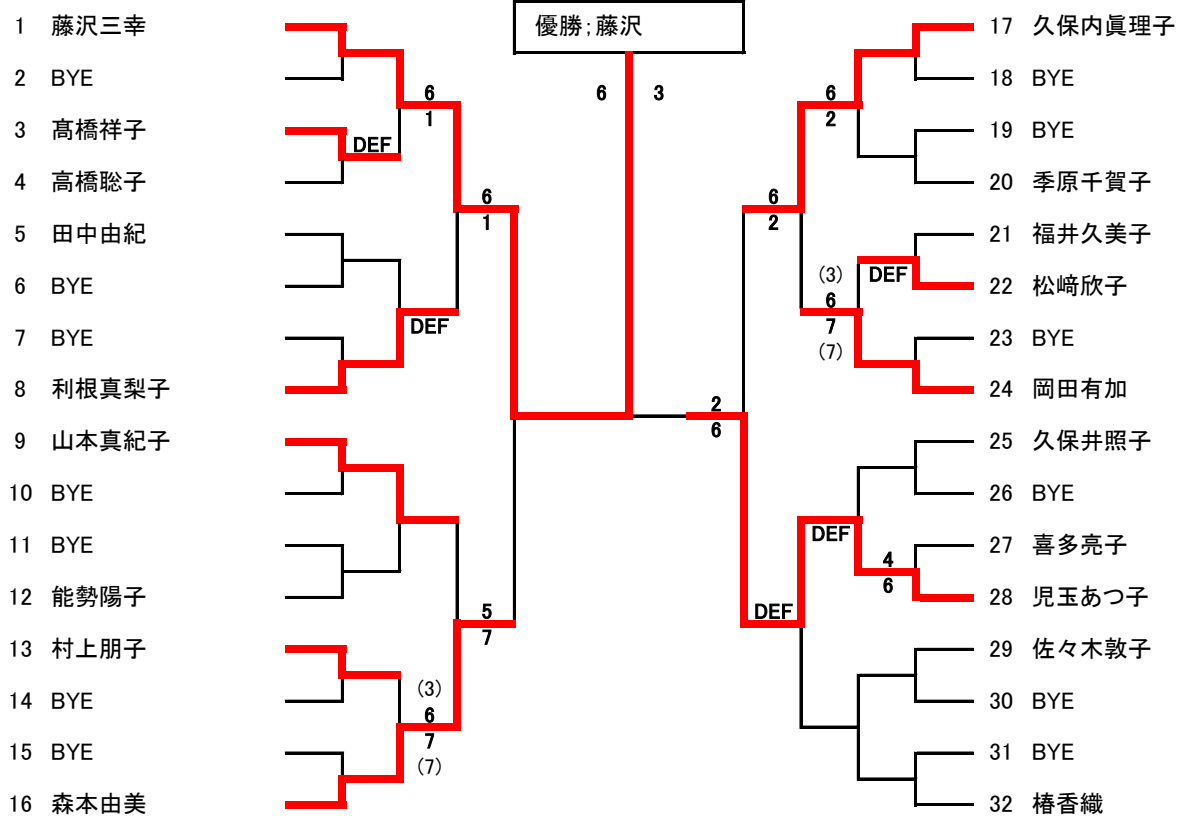 優勝;藤沢
6 3
1 藤沢三幸
2 BYE
3 髙橋祥子
4 高橋聡子
5 田中由紀
6 BYE
7 BYE
8 利根真梨子
9 山本真紀子
10 BYE
11 BYE
12 能勢陽子
13 村上朋子
14 BYE
15 BYE
16 森本由美
6
1
DEF
6
1
DEF
5
7
(3)
6
7
(7)
17 久保内眞理子
18 BYE
19 BYE
20 季原千賀子
21 福井久美子
22 松﨑欣子
23 BYE
24 岡田有加
25 久保井照子
26 BYE
27 喜多亮子
28 児玉あつ子
29 佐々木敦子
30 BYE
31 BYE
32 椿香織
6
2
6
2
DEF
(3)
6
7
(7)
2
6
DEF
4
6
DEF